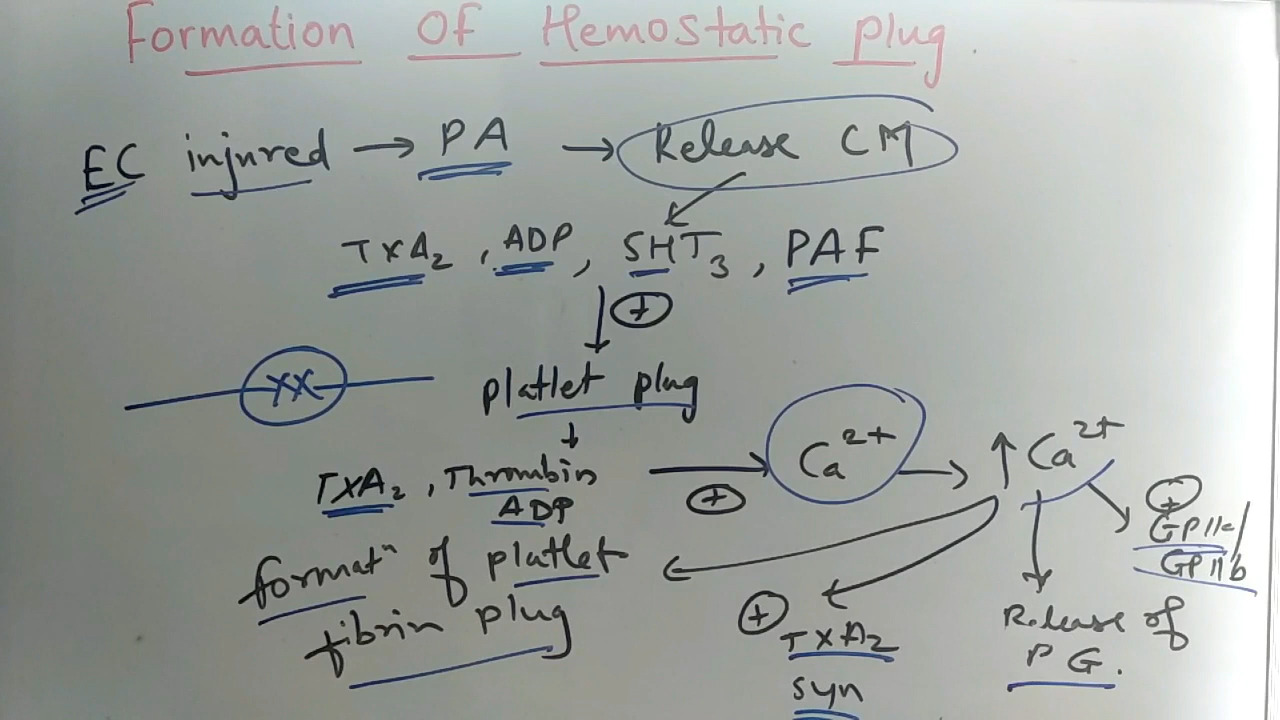 Formation Of Hemostatic plug.
EC injured → PA → Release CM
TXA₂, ADP, 5HT₃, PAF
↓ +
XX
platlet plug
↓
TXA₂, Thrombin → Ca²⁺ → ↑ Ca²⁺
ADP +
+ GPIIa/
GPIIb
formatⁿ of platlet
fibrin plug
+ TXA₂
syn
Release of
PG.